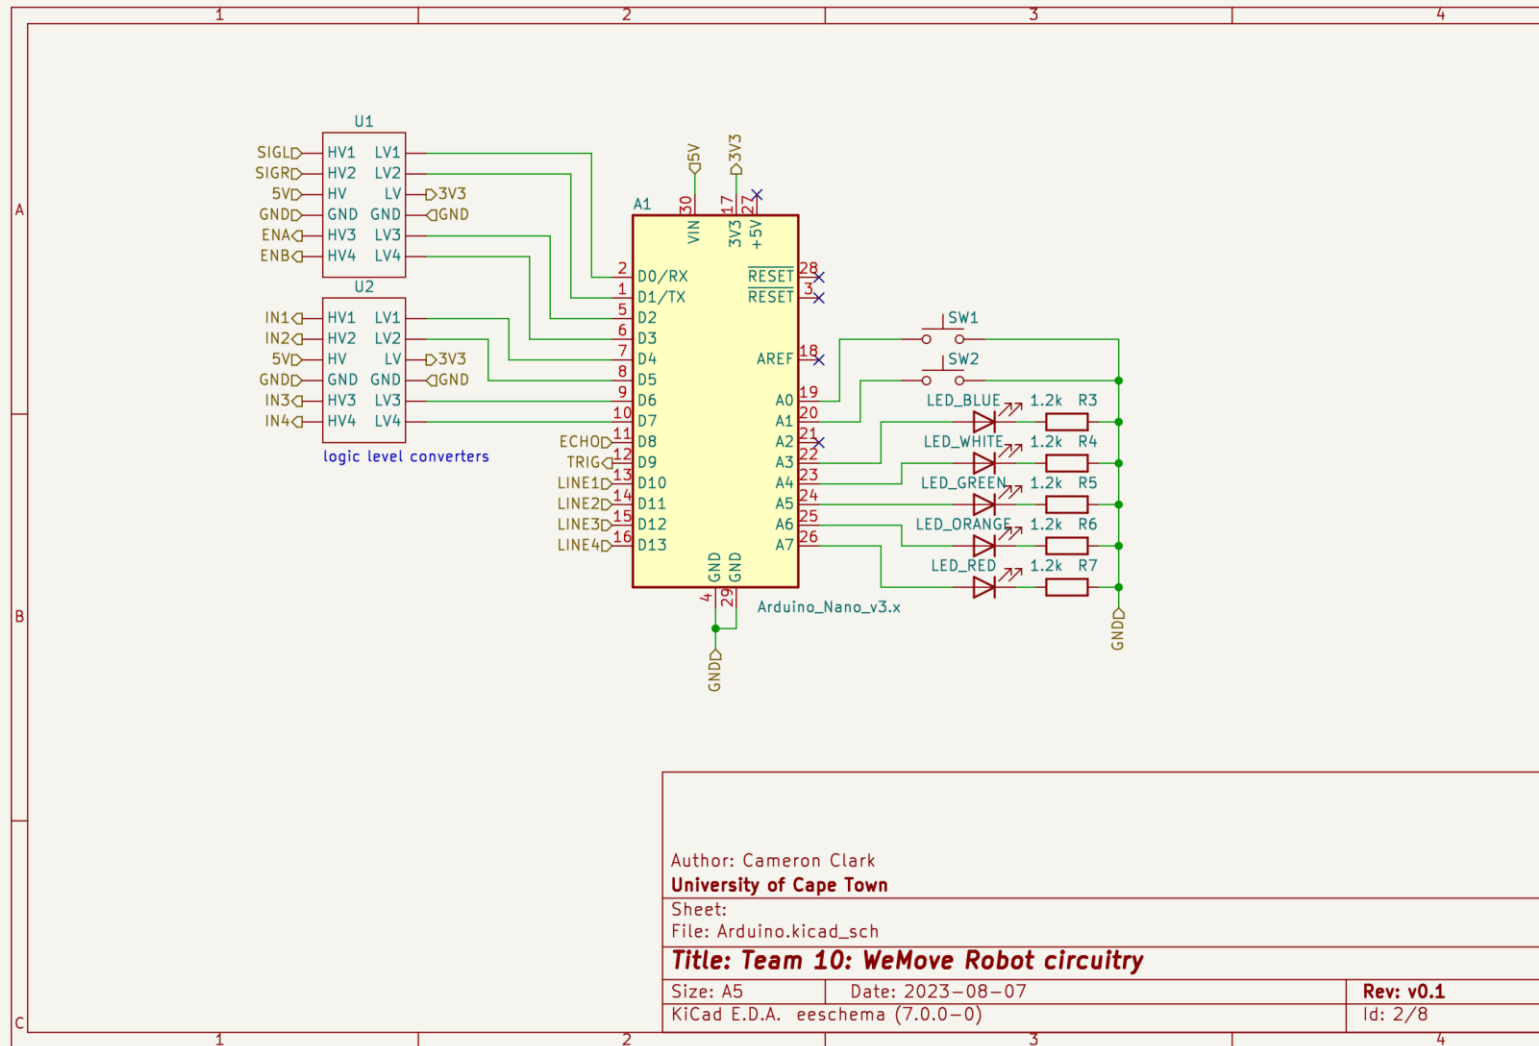 1 2 3 4
A
B
C
U1
SIGL HV1 LV1
SIGR HV2 LV2
5V HV LV 3V3
GND GND GND GND
ENA HV3 LV3
ENB HV4 LV4
U2
IN1 HV1 LV1
IN2 HV2 LV2
5V HV LV 3V3
GND GND GND GND
IN3 HV3 LV3
IN4 HV4 LV4
logic level converters
5V 3V3
A1
30 17 27
VIN 3V3 +5V
2 D0/RX RESET 28
1 D1/TX RESET 3
5 D2
6 D3
7 D4 AREF 18
8 D5
9 D6 A0 19
10 D7 A1 20
ECHO 11 D8 A2 21
TRIG 12 D9 A3 22
LINE1 13 D10 A4 23
LINE2 14 D11 A5 24
LINE3 15 D12 A6 25
LINE4 16 D13 A7 26
GND GND
4 29
Arduino_Nano_v3.x
GND
SW1
SW2
LED_BLUE 1.2k R3
LED_WHITE 1.2k R4
LED_GREEN 1.2k R5
LED_ORANGE 1.2k R6
LED_RED 1.2k R7
GND
Author: Cameron Clark
University of Cape Town
Sheet:
File: Arduino.kicad_sch
Title: Team 10: WeMove Robot circuitry
Size: A5 Date: 2023-08-07 Rev: v0.1
KiCad E.D.A. eeschema (7.0.0-0) Id: 2/8
1 2 3 4